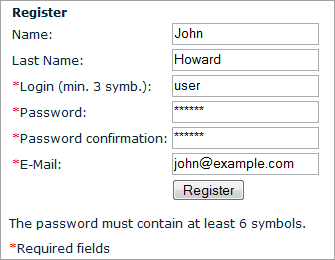 Register
Name: John
Last Name: Howard
*Login (min. 3 symb.): user
*Password: ******
*Password confirmation: ******
*E-Mail: john@example.com
Register
The password must contain at least 6 symbols.
*Required fields